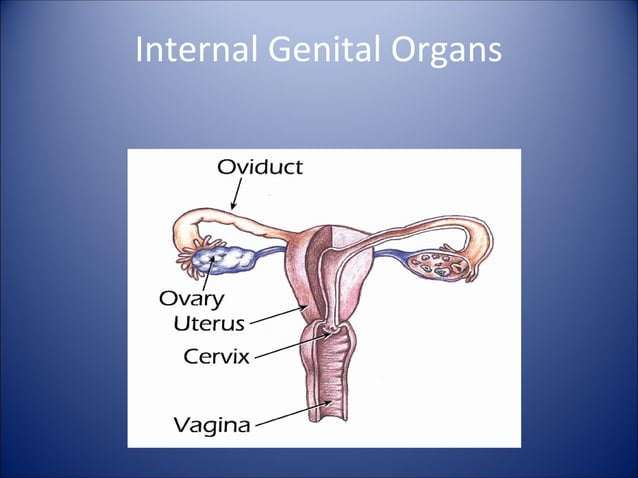 Internal Genital Organs
Oviduct
Ovary
Uterus
Cervix
Vagina